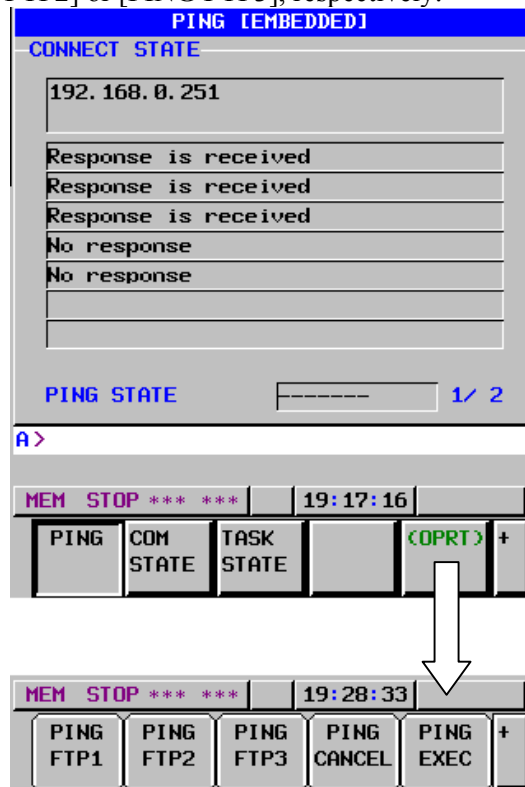 PING [EMBEDDED]
CONNECT STATE
192.168.0.251
Response is received
Response is received
Response is received
No response
No response
PING STATE -------- 1/ 2
A>
MEM STOP *** *** 19:17:16
PING COM STATE TASK STATE (OPRT) +
MEM STOP *** *** 19:28:33
PING FTP1 PING FTP2 PING FTP3 PING CANCEL PING EXEC +